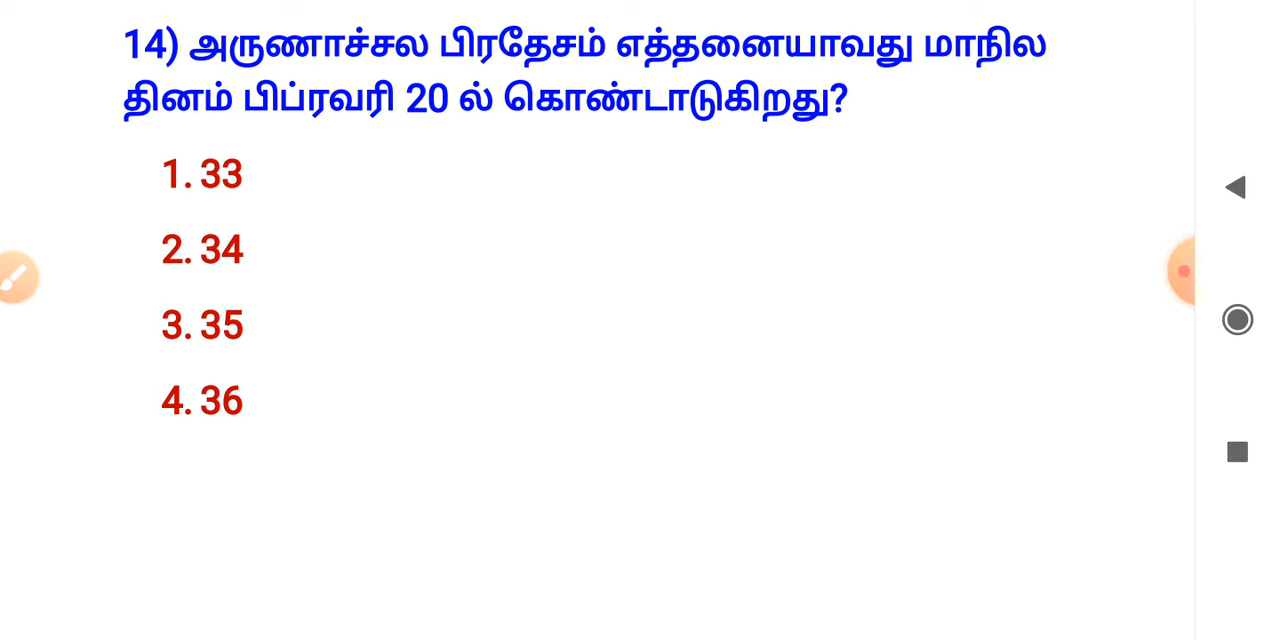 14) அருணாச்சல பிரதேசம் எத்தனையாவது மாநில
தினம் பிப்ரவரி 20 ல் கொண்டாடுகிறது?
1. 33
2. 34
3. 35
4. 36